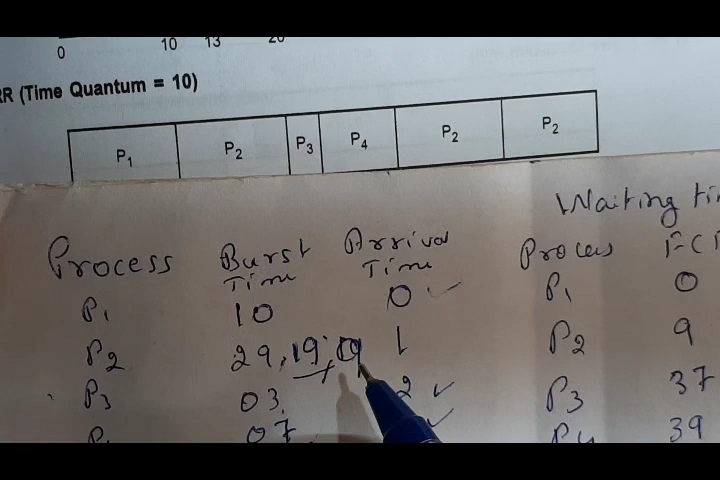 0 10 13 20
RR (Time Quantum = 10)
P1 P2 P3 P4 P2 P2
Waiting
Process Burst Time Arrival Time Process
P1 10 0 P1 0
P2 29, 19, 09 1 P2 9
P3 03 2 P3 37
07 P4 39